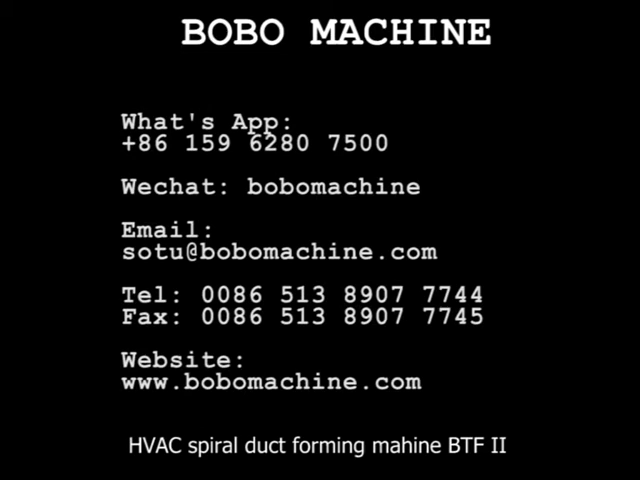 BOBO MACHINE
What's App:
+86 159 6280 7500
Wechat: bobomachine
Email:
sotu@bobomachine.com
Tel: 0086 513 8907 7744
Fax: 0086 513 8907 7745
Website:
www.bobomachine.com
HVAC spiral duct forming mahine BTF II